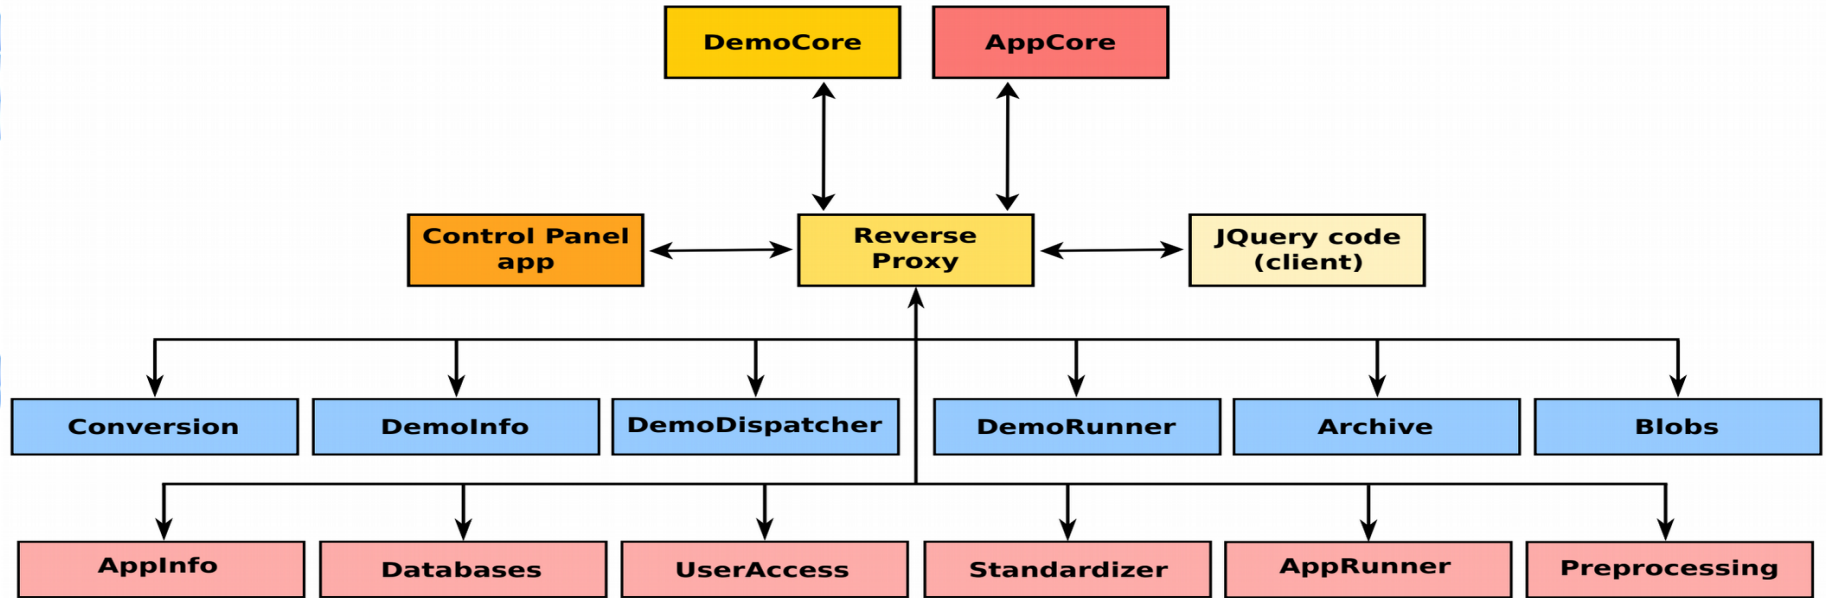 DemoCore
AppCore
Control Panel
app
Reverse
Proxy
JQuery code
(client)
Conversion
DemoInfo
DemoDispatcher
DemoRunner
Archive
Blobs
AppInfo
Databases
UserAccess
Standardizer
AppRunner
Preprocessing